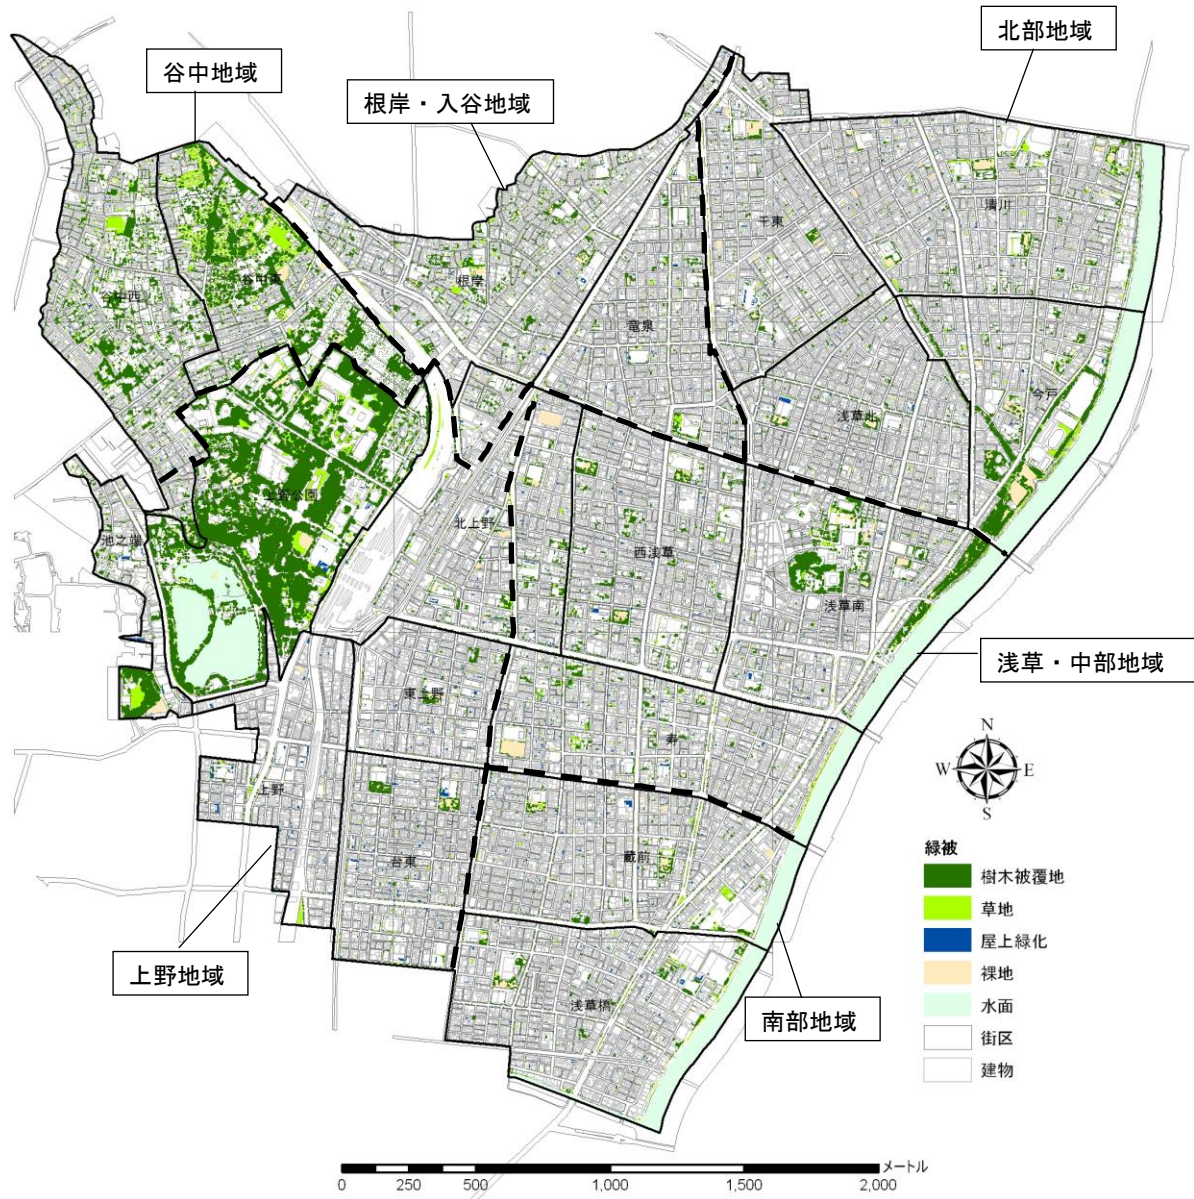 北部地域
谷中地域
根岸・入谷地域
清川
千束
谷中東
根岸
谷中西
竜泉
今戸
浅草北
上野公園
北上野
池之端
西浅草
浅草南
浅草・中部地域
東上野
寿
N
W
E
S
上野
緑被
台東
蔵前
樹木被覆地
草地
屋上緑化
上野地域
裸地
浅草橋
水面
南部地域
街区
建物
メートル
0 250 500 1,000 1,500 2,000